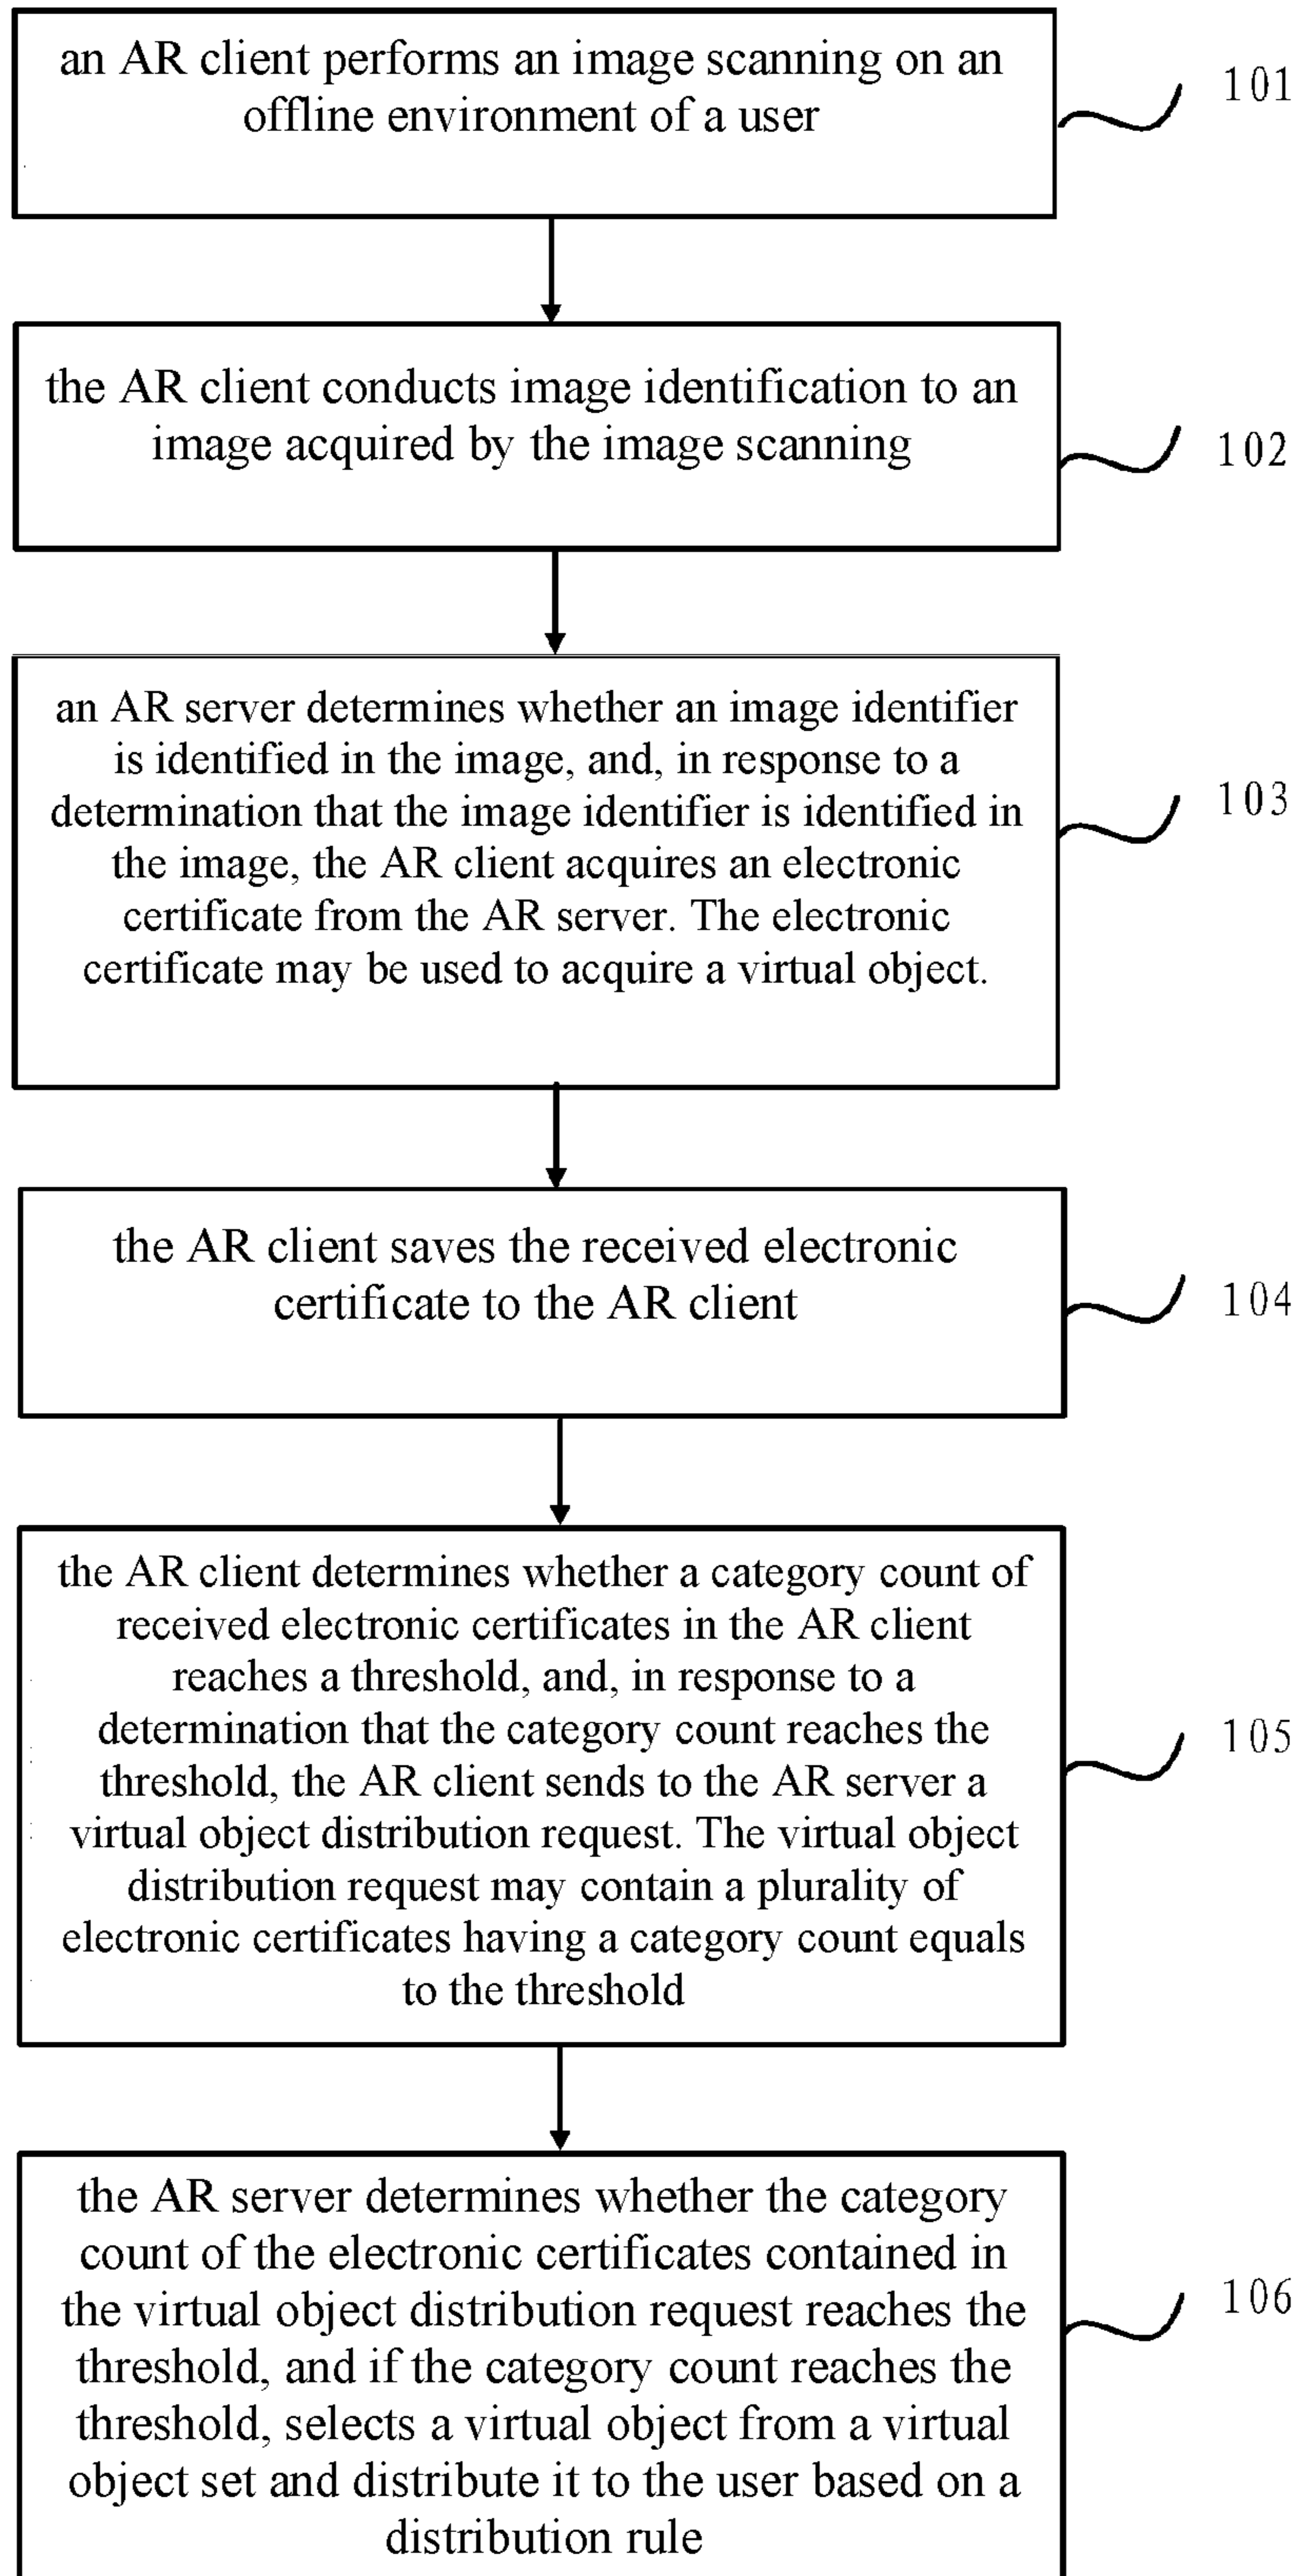 an AR client performs an image scanning on an
offline environment of a user
101
the AR client conducts image identification to an
image acquired by the image scanning
102
an AR server determines whether an image identifier
is identified in the image, and, in response to a
determination that the image identifier is identified in
the image, the AR client acquires an electronic
certificate from the AR server. The electronic
certificate may be used to acquire a virtual object.
103
the AR client saves the received electronic
certificate to the AR client
104
the AR client determines whether a category count of
received electronic certificates in the AR client
reaches a threshold, and, in response to a
determination that the category count reaches the
threshold, the AR client sends to the AR server a
virtual object distribution request. The virtual object
distribution request may contain a plurality of
electronic certificates having a category count equals
to the threshold
105
the AR server determines whether the category
count of the electronic certificates contained in
the virtual object distribution request reaches the
threshold, and if the category count reaches the
threshold, selects a virtual object from a virtual
object set and distribute it to the user based on a
distribution rule
106